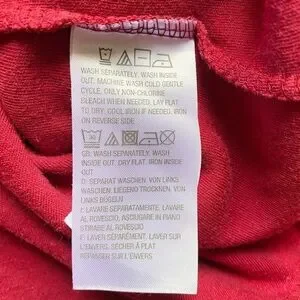 WASH SEPARATELY. WASH INSIDE
OUT. MACHINE WASH COLD GENTLE
CYCLE. ONLY NON-CHLORINE
BLEACH WHEN NEEDED. LAY FLAT
TO DRY. COOL IRON IF NEEDED. IRON
ON REVERSE SIDE
GB: WASH SEPARATELY. WASH
INSIDE OUT. DRY FLAT. IRON INSIDE
OUT.
D: SEPARAT WASCHEN. VON LINKS
WASCHEN. LIEGEND TROCKNEN. VON
LINKS BÜGELN
I: LAVARE SEPARATAMENTE. LAVARE
AL ROVESCIO, ASCIUGARE IN PIANO
STIRARE AL ROVESCIO
F: LAVER SÉPARÉMENT. LAVER SUR
L'ENVERS. SÉCHER À PLAT
REPASSER SUR L'ENVERS